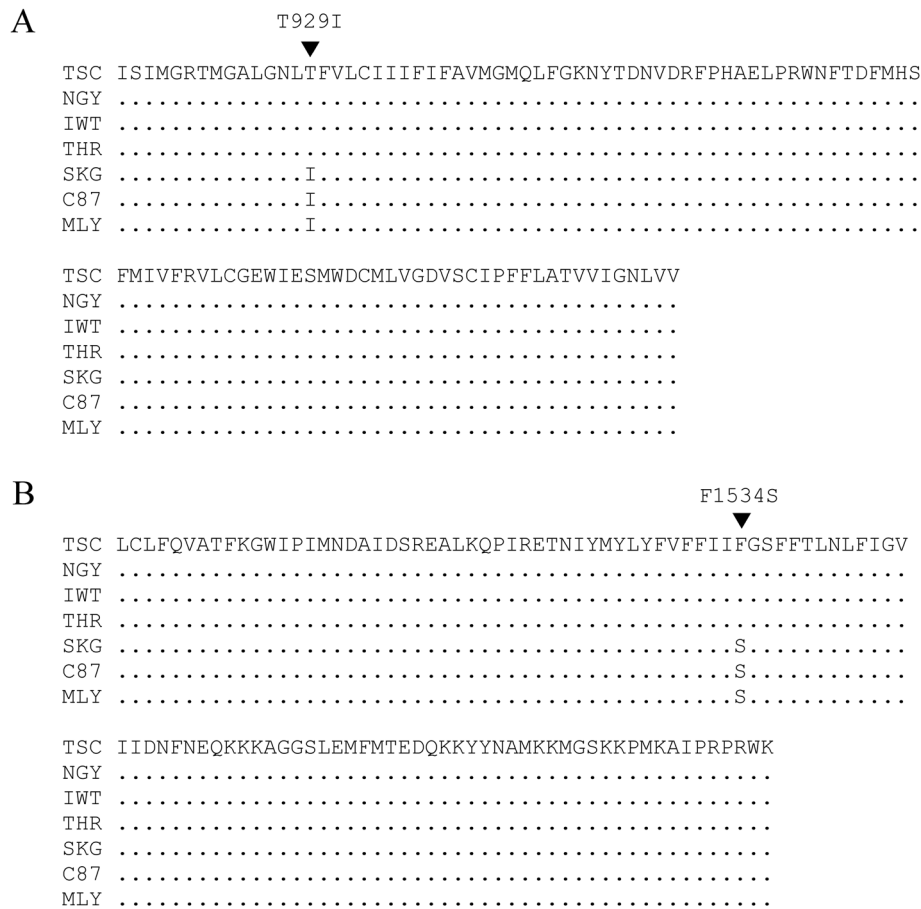 A
T929I
TSC ISIMGRTMGALGNLTFVLCIIIFIFAVMGMQLFGKNYTDNVDRFPHAELPRWNFTDFMHS
NGY ............................................................
IWT ............................................................
THR ............................................................
SKG ..............I.............................................
C87 ..............I.............................................
MLY ..............I.............................................
TSC FMIVFRVLCGEWIESMWDCMLVGDVSCIPFFLATVVIGNLVV
NGY ..........................................
IWT ..........................................
THR ..........................................
SKG ..........................................
C87 ..........................................
MLY ..........................................
B
F1534S
TSC LCLFQVATFKGWIPIMNDAIDSREALKQPIRETNIYMYLYFVFFIIFGSFFTLNLFIGV
NGY ...........................................................
IWT ...........................................................
THR ...........................................................
SKG ..............................................S............
C87 ..............................................S............
MLY ..............................................S............
TSC IIDNFNEQKKKAGGSLEMFMTEDQKKYYNAMKKMGSKKPMKAIPRPRWK
NGY .................................................
IWT .................................................
THR .................................................
SKG .................................................
C87 .................................................
MLY .................................................